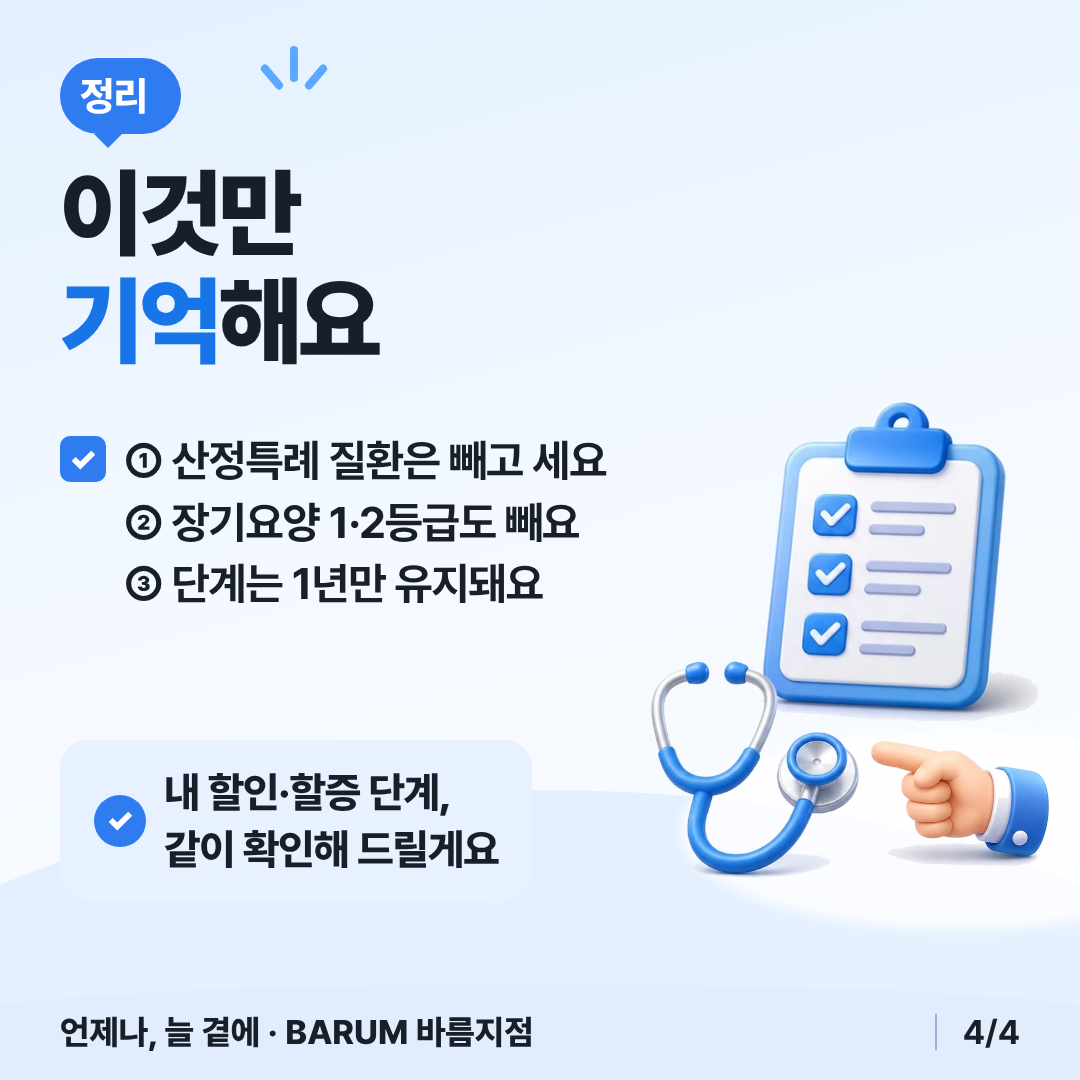 정리
이것만
기억해요
① 산정특례 질환은 빼고 세요
② 장기요양 1·2등급도 빼요
③ 단계는 1년만 유지돼요
내 할인·할증 단계,
같이 확인해 드릴게요
언제나, 늘 곁에 · BARUM 바름지점
4/4